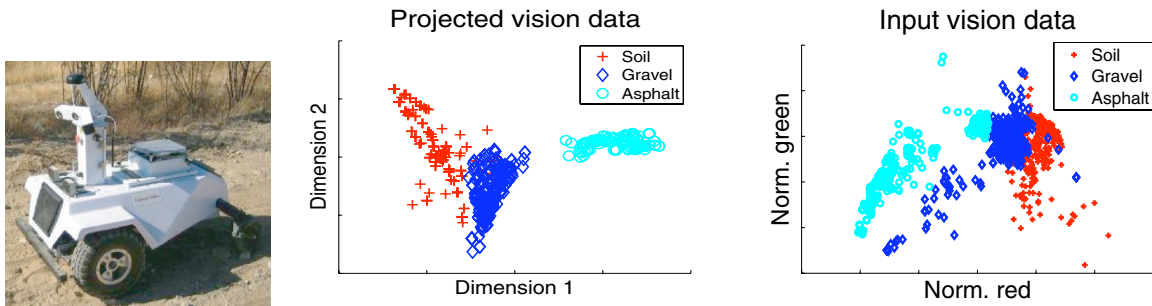 Projected vision data
Soil
Gravel
Asphalt
Dimension 2
Dimension 1
Input vision data
Soil
Gravel
Asphalt
Norm. green
Norm. red